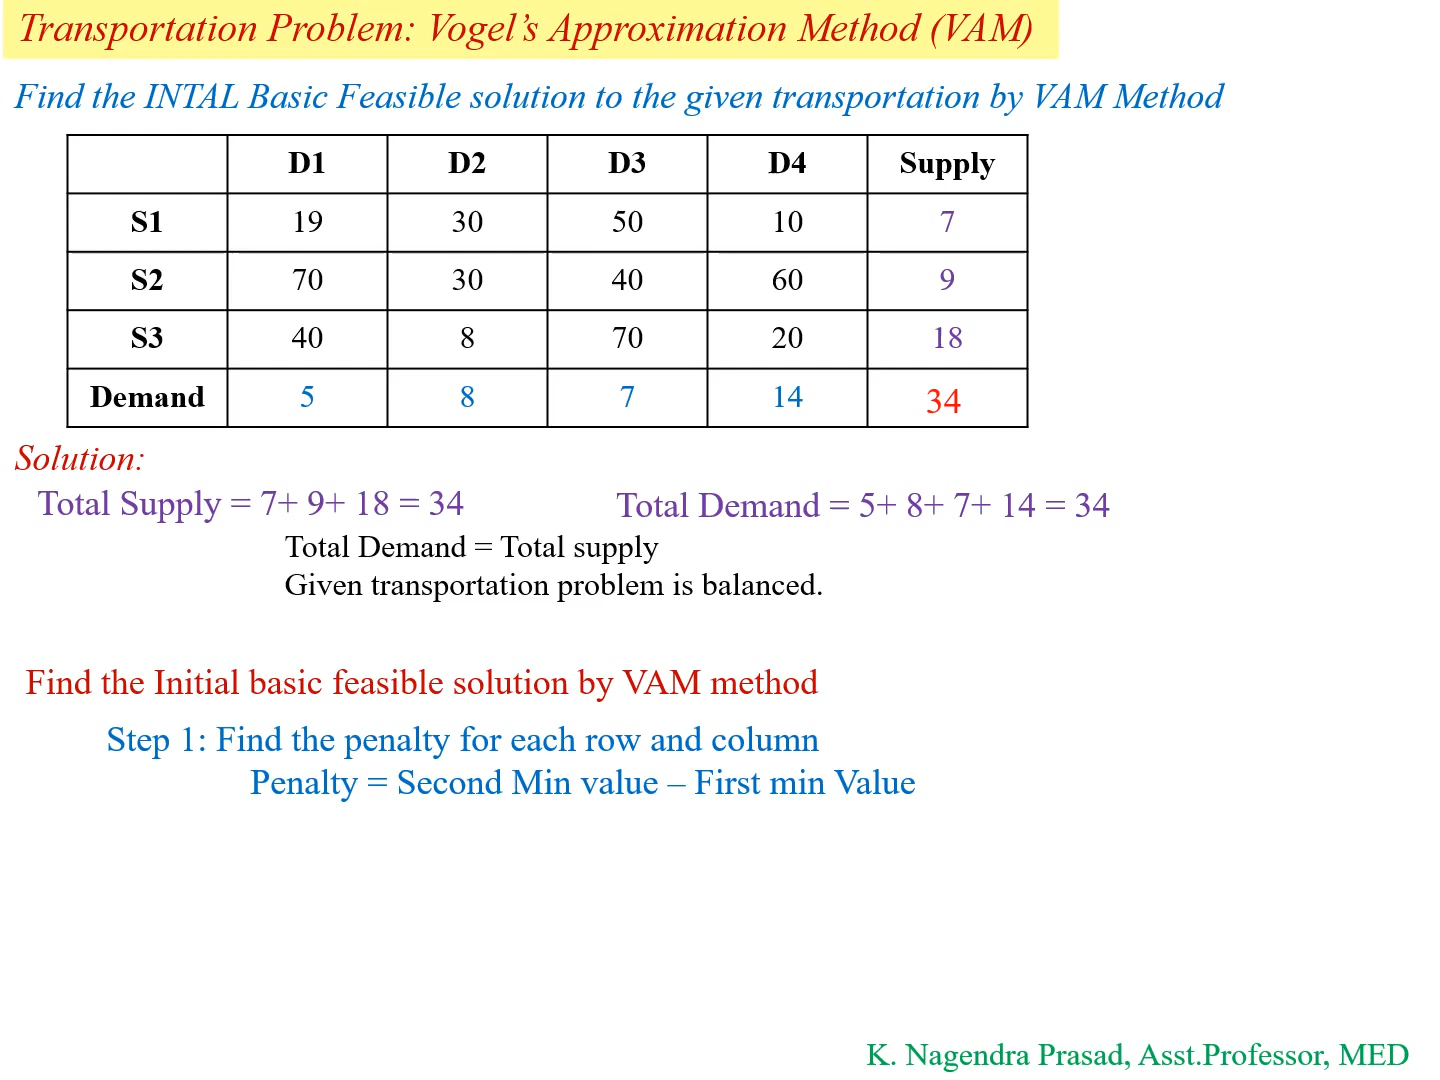 Transportation Problem: Vogel’s Approximation Method (VAM)
Find the INTAL Basic Feasible solution to the given transportation by VAM Method
D1 D2 D3 D4 Supply
S1 19 30 50 10 7
S2 70 30 40 60 9
S3 40 8 70 20 18
Demand 5 8 7 14 34
Solution:
Total Supply = 7+ 9+ 18 = 34 Total Demand = 5+ 8+ 7+ 14 = 34
Total Demand = Total supply
Given transportation problem is balanced.
Find the Initial basic feasible solution by VAM method
Step 1: Find the penalty for each row and column
Penalty = Second Min value – First min Value
K. Nagendra Prasad, Asst.Professor, MED